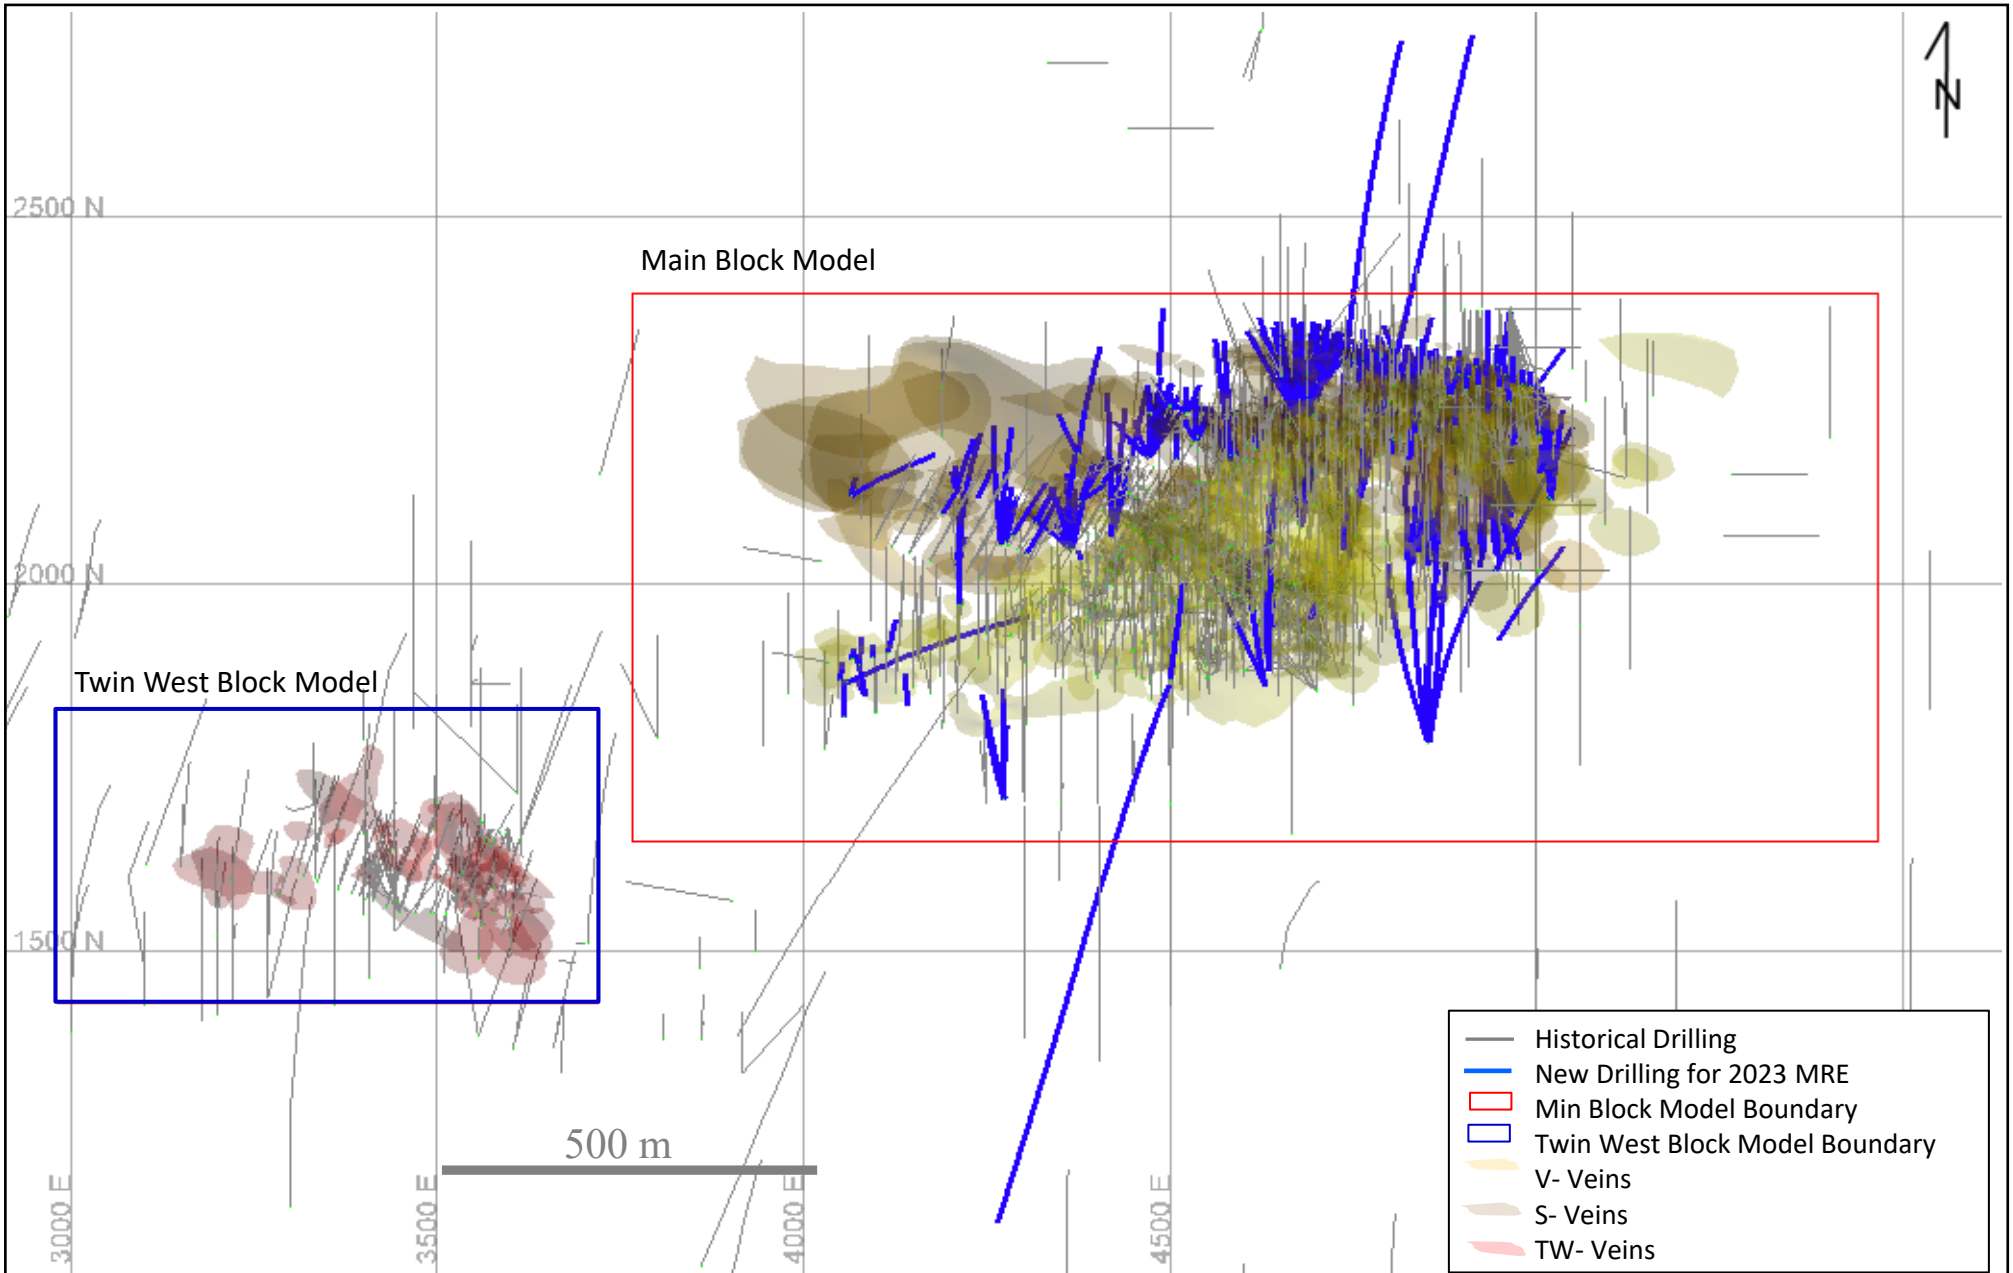 N
2500 N
Main Block Model
2000 N
Twin West Block Model
1500 N
500 m
3000 E
3500 E
4000 E
4500 E
Historical Drilling
New Drilling for 2023 MRE
Min Block Model Boundary
Twin West Block Model Boundary
V- Veins
S- Veins
TW- Veins